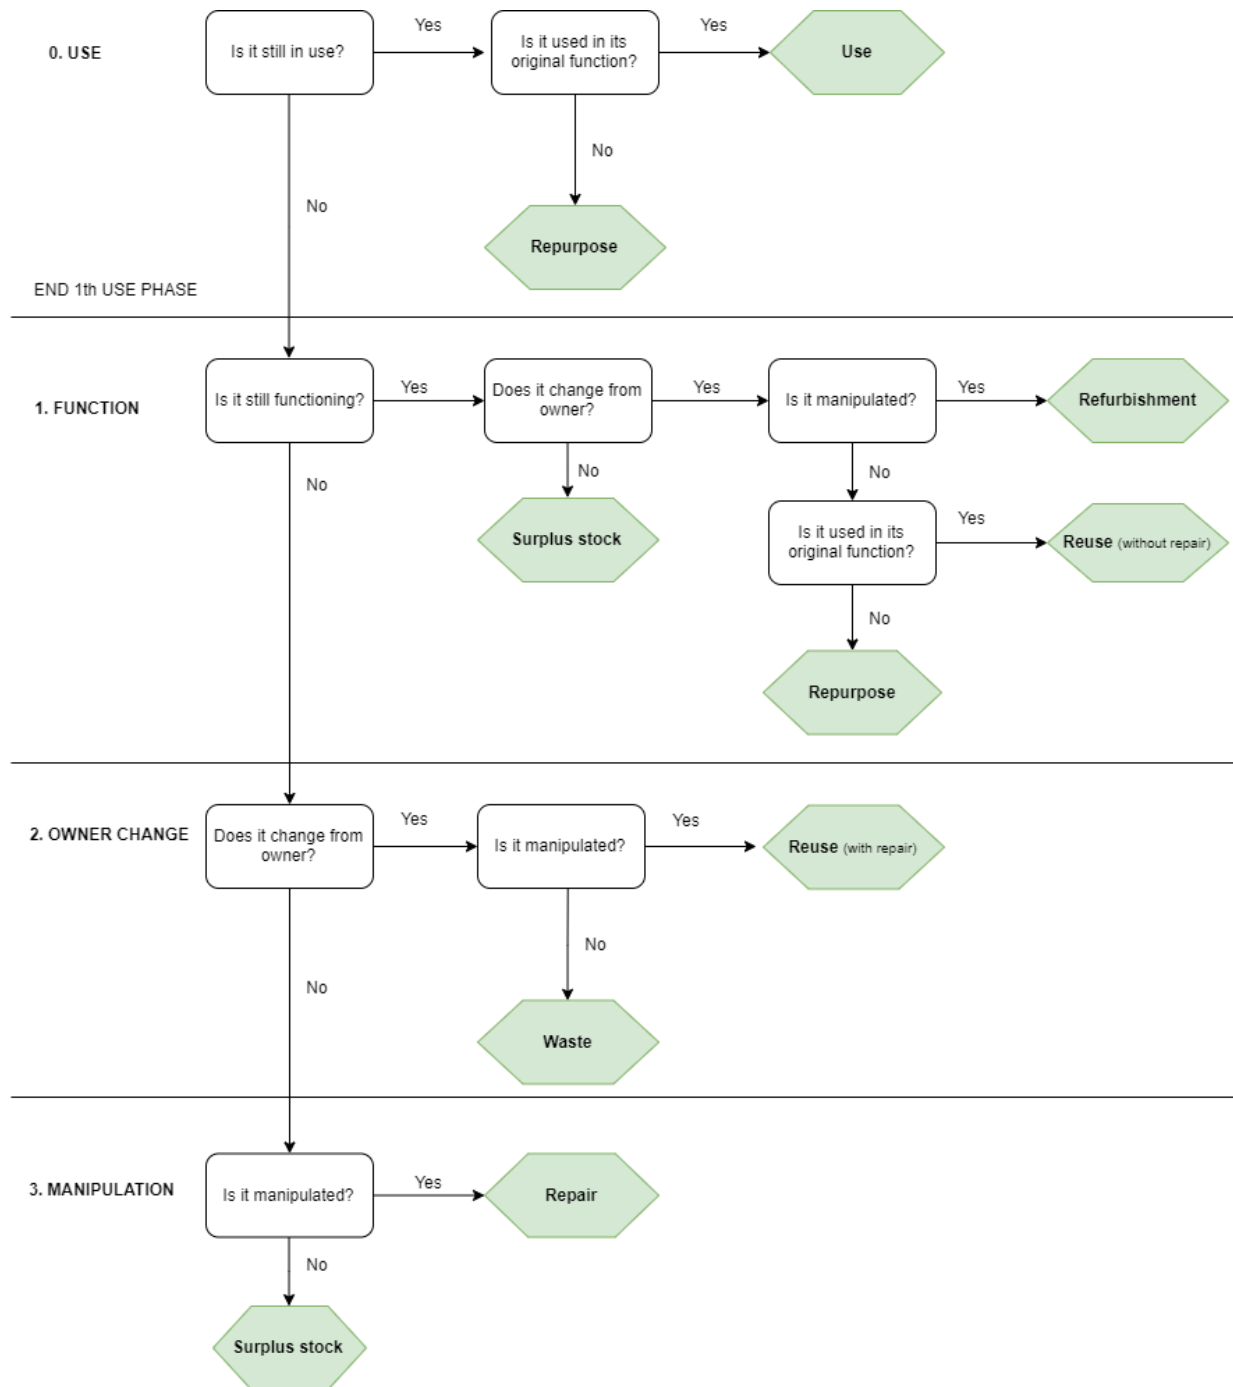 0. USE
Is it still in use?
Yes
Is it used in its
original function?
Yes
Use
No
No
Repurpose
END 1th USE PHASE
1. FUNCTION
Is it still functioning?
Yes
Does it change from
owner?
Yes
Is it manipulated?
Yes
Refurbishment
No
No
No
Surplus stock
Is it used in its
original function?
Yes
Reuse (without repair)
No
Repurpose
2. OWNER CHANGE
Does it change from
owner?
Yes
Is it manipulated?
Yes
Reuse (with repair)
No
No
Waste
3. MANIPULATION
Is it manipulated?
Yes
Repair
No
Surplus stock